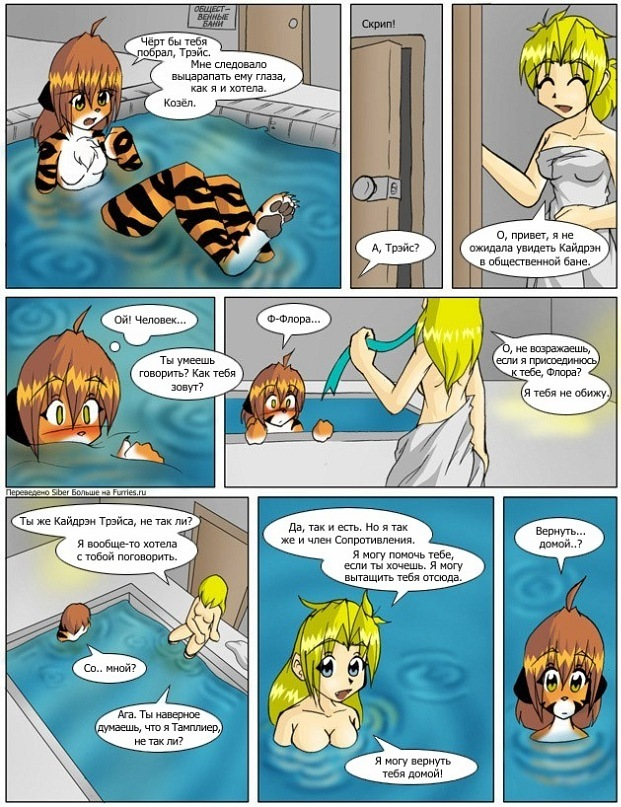 ОБЩЕСТ-
ВЕННЫЕ
БАНИ
Чёрт бы тебя
побрал, Трэйс.
Мне следовало
выцарапать ему глаза,
как я и хотела.
Козёл.
Скрип!
А, Трэйс?
О, привет, я не
ожидала увидеть Кайдрэн
в общественной бане.
Ой! Человек...
Ты умеешь
говорить? Как тебя
зовут?
Ф-Флора...
О, не возражаешь,
если я присоединюсь
к тебе, Флора?
Я тебя не обижу.
Переведено Siber Больше на Furries.ru
Ты же Кайдрэн Трэйса, не так ли?
Я вообще-то хотела
с тобой поговорить.
Со.. мной?
Ага. Ты наверное
думаешь, что я Тамплиер,
не так ли?
Да, так и есть. Но я так
же и член Сопротивления.
Я могу помочь тебе,
если ты хочешь. Я могу
вытащить тебя отсюда.
Я могу вернуть
тебя домой!
Вернуть...
домой..?